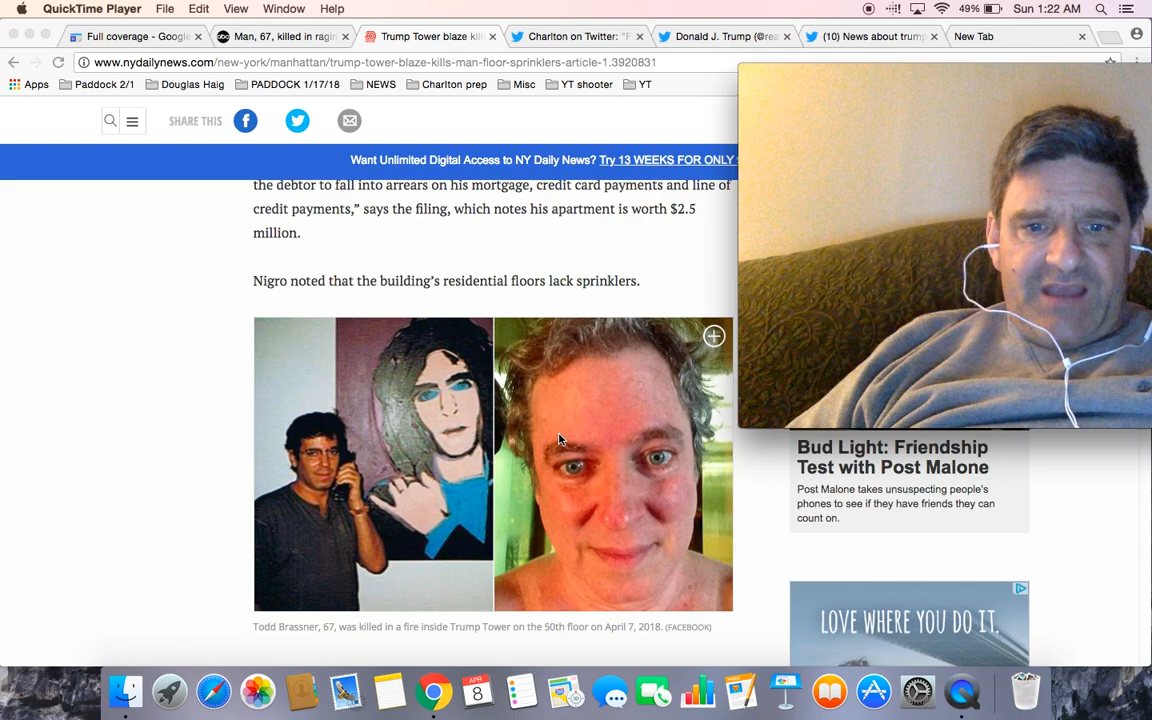 QuickTime Player File Edit View Window Help 49% Sun 1:22 AM
Full coverage - Google
abc Man, 67, killed in ragin
Trump Tower blaze kills
Charlton on Twitter: "F
Donald J. Trump (@rea
(10) News about trump
New Tab
www.nydailynews.com/new-york/manhattan/trump-tower-blaze-kills-man-floor-sprinklers-article-1.3920831
Apps Paddock 2/1 Douglas Haig PADDOCK 1/17/18 NEWS Charlton prep Misc YT shooter YT
SHARE THIS
Want Unlimited Digital Access to NY Daily News? Try 13 WEEKS FOR ONLY
the debtor to fall into arrears on his mortgage, credit card payments and line of
credit payments,” says the filing, which notes his apartment is worth $2.5
million.
Nigro noted that the building’s residential floors lack sprinklers.
Todd Brassner, 67, was killed in a fire inside Trump Tower on the 50th floor on April 7, 2018. (FACEBOOK)
Bud Light: Friendship
Test with Post Malone
Post Malone takes unsuspecting people's
phones to see if they have friends they can
count on.
LOVE WHERE YOU DO IT.
APR
8